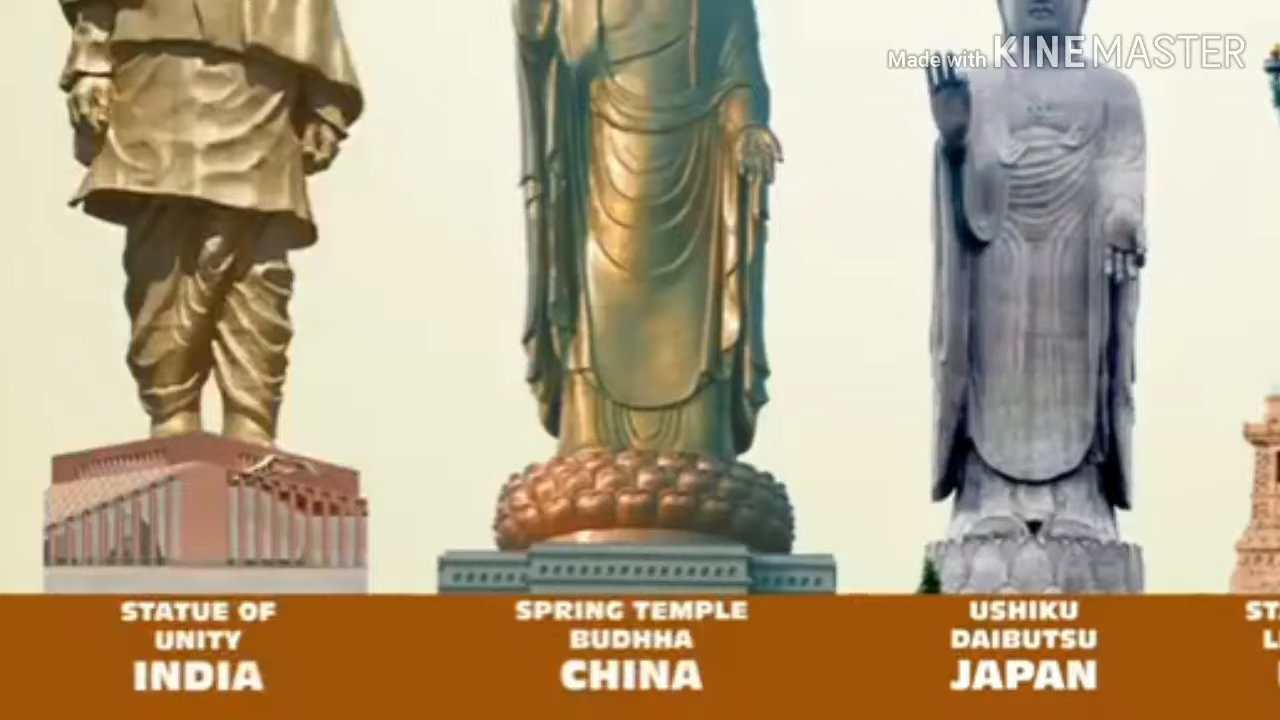 Made with KINEMASTER
STATUE OF
UNITY
INDIA
SPRING TEMPLE
BUDHHA
CHINA
USHIKU
DAIBUTSU
JAPAN